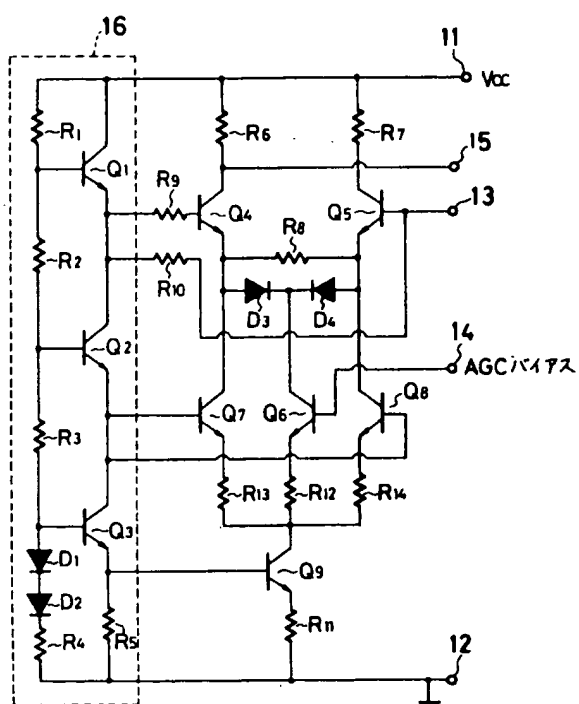 16
11
Vcc
R1
R6
R7
15
Q1
R9
Q4
Q5
13
R8
R2
R10
D3
D4
14
AGCバイアス
Q2
Q7
Q6
Q8
R3
R13
R12
R14
Q3
D1
Q9
D2
R4
R5
R11
12